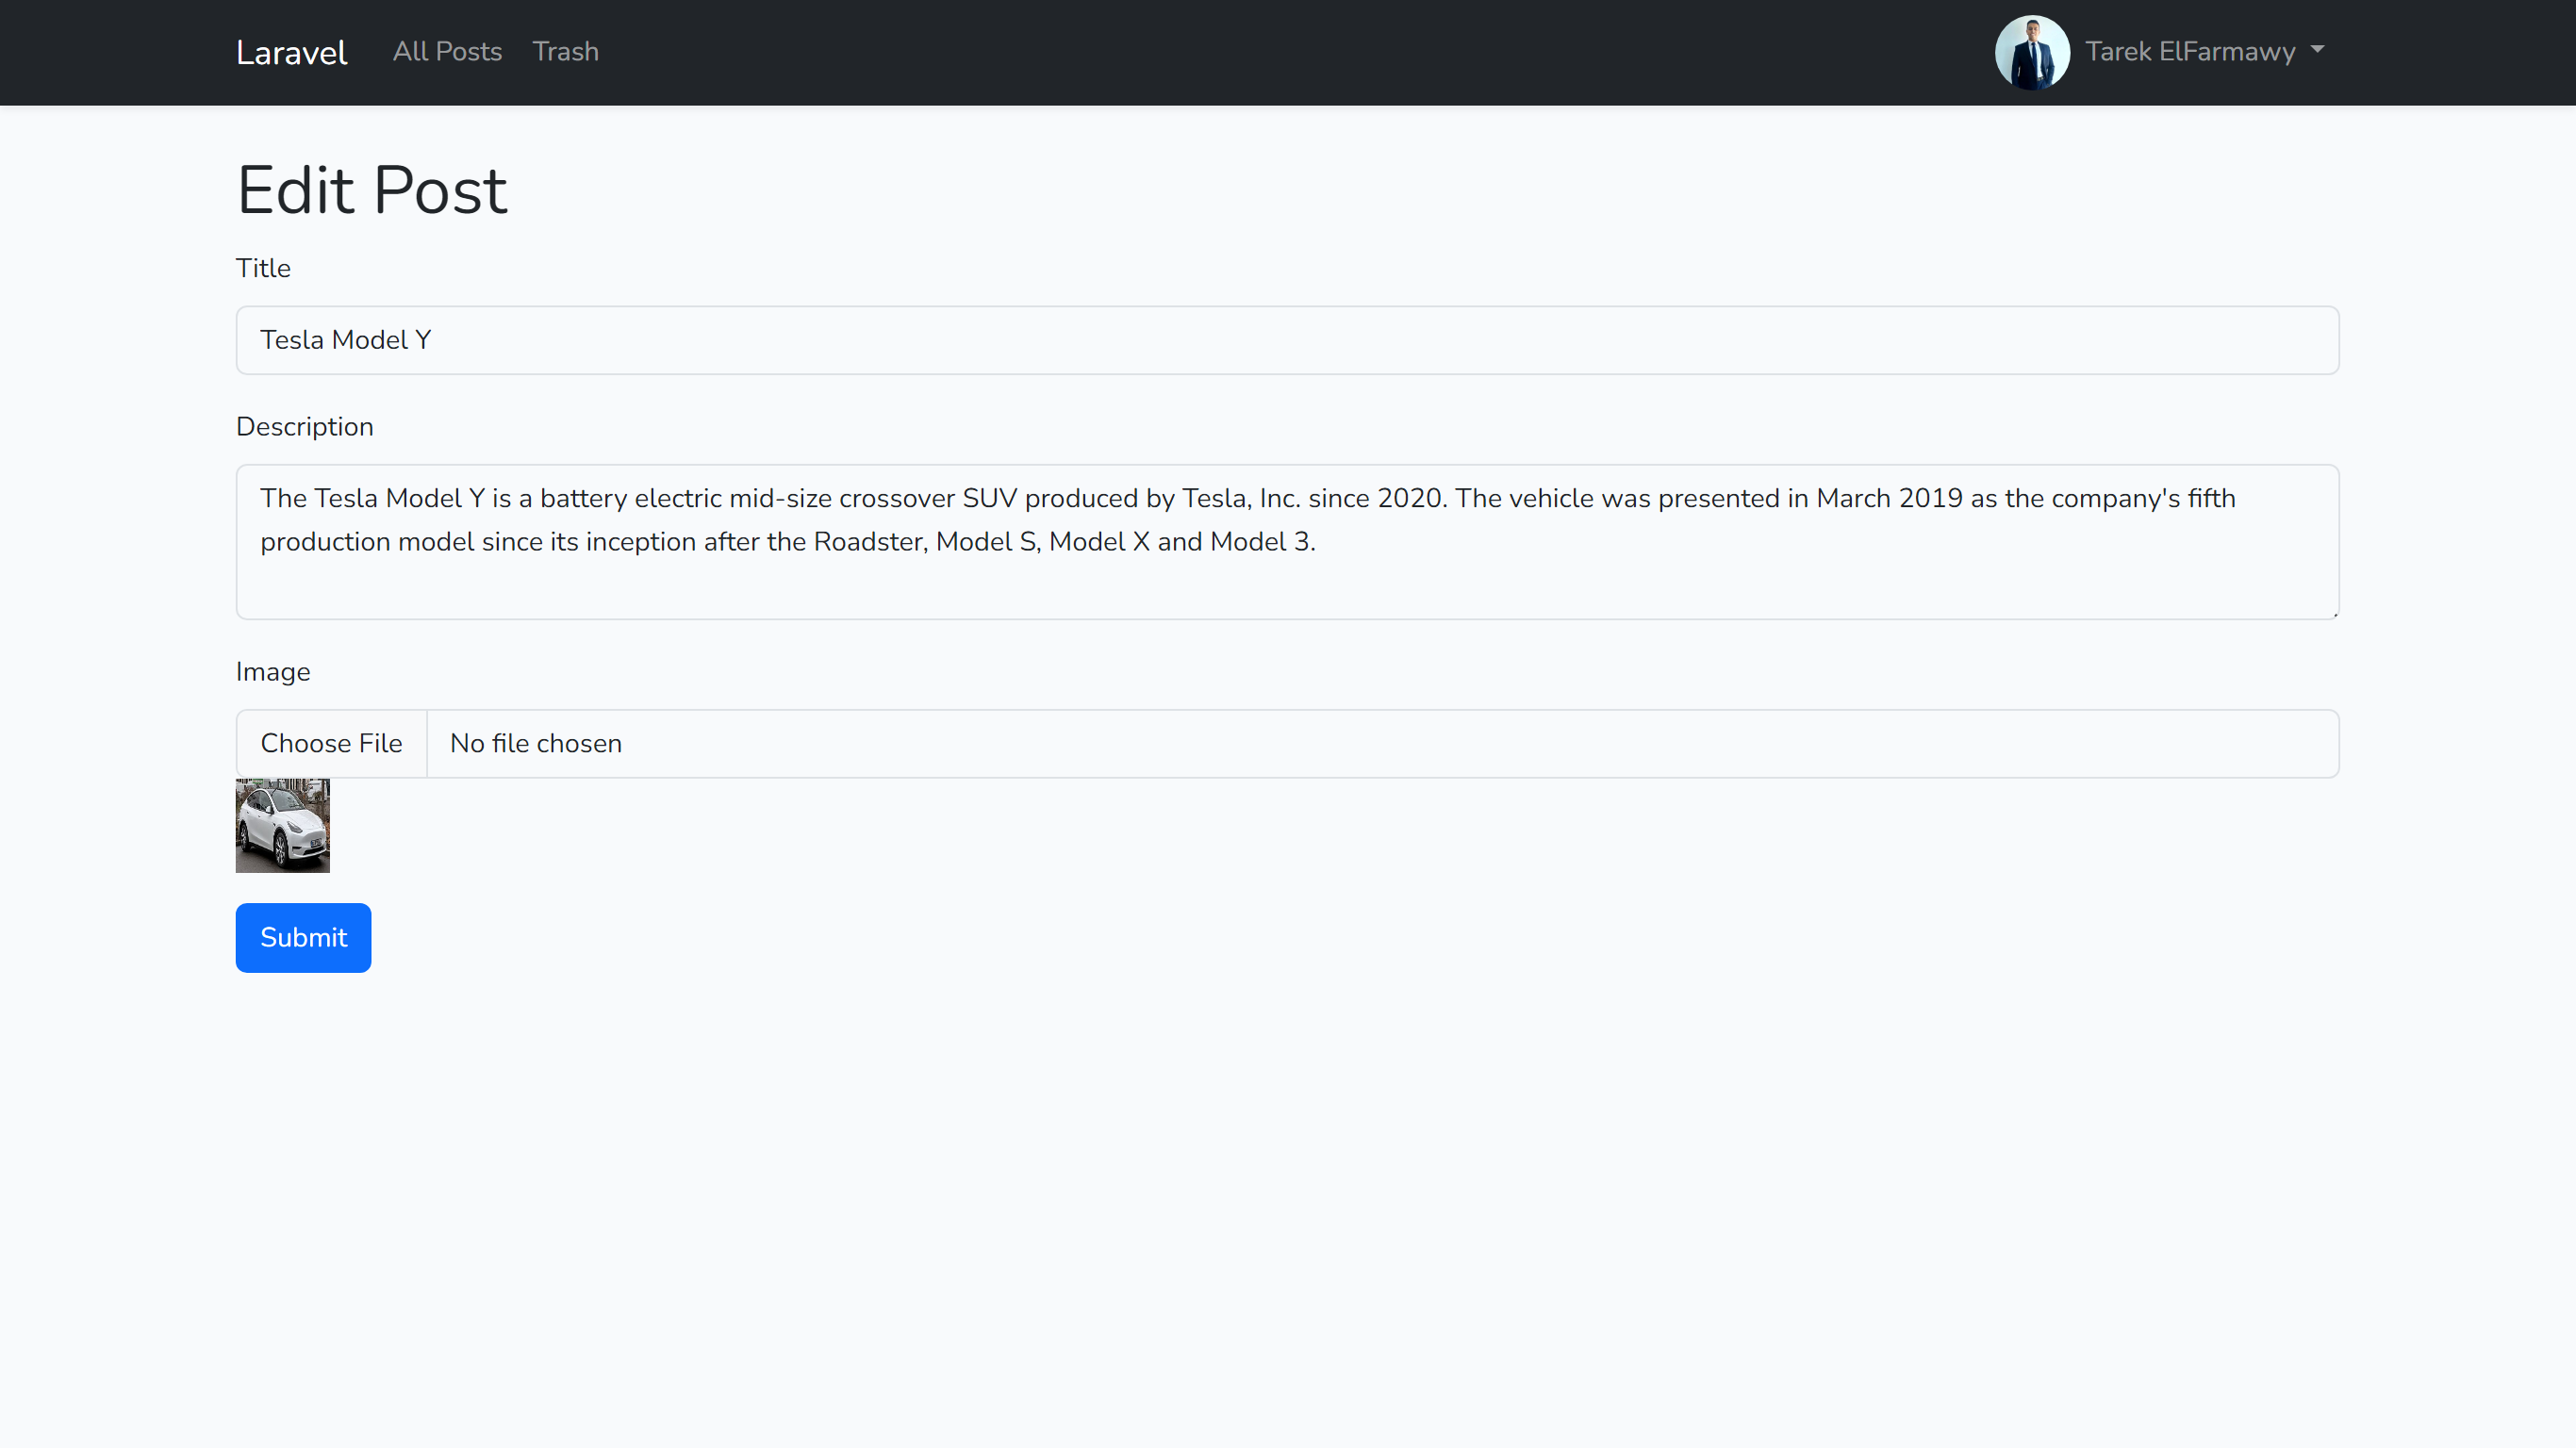 Laravel
All Posts
Trash
Tarek ElFarmawy
Edit Post
Title
Tesla Model Y
Description
The Tesla Model Y is a battery electric mid-size crossover SUV produced by Tesla, Inc. since 2020. The vehicle was presented in March 2019 as the company's fifth
production model since its inception after the Roadster, Model S, Model X and Model 3.
Image
Choose File
No file chosen
Submit